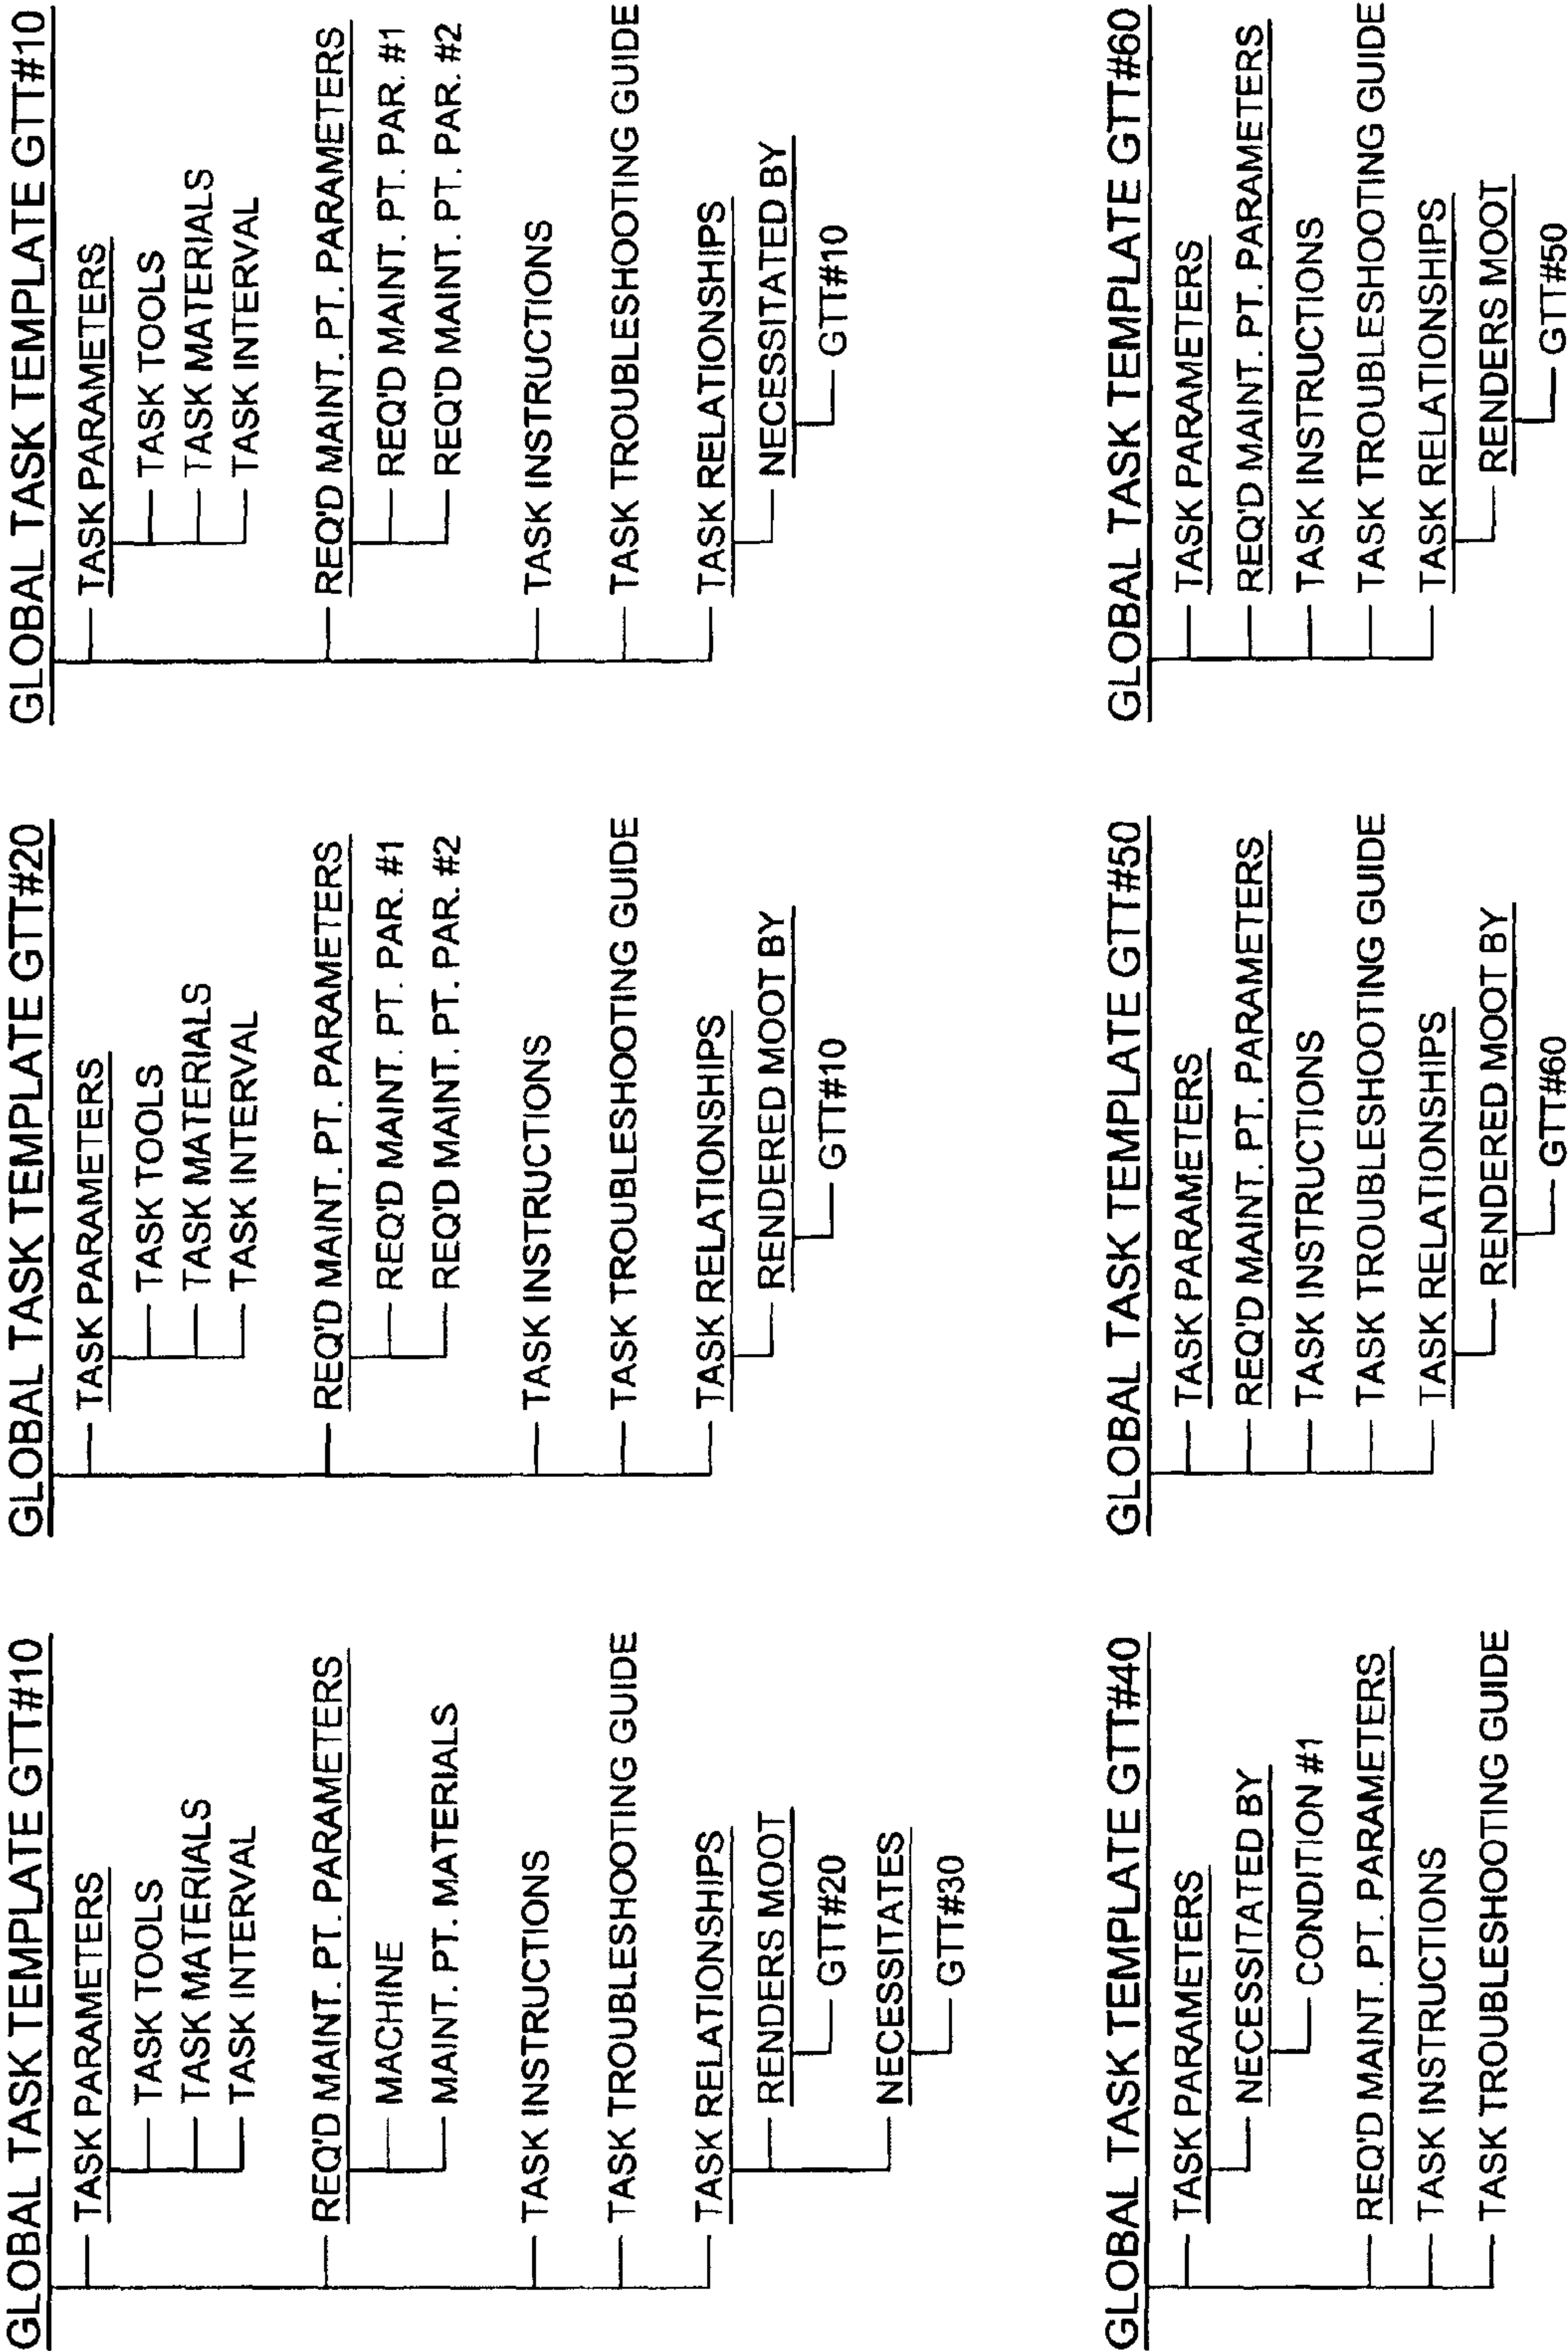 GLOBAL TASK TEMPLATE GTT#10
TASK PARAMETERS
TASK TOOLS
TASK MATERIALS
TASK INTERVAL
REQ'D MAINT. PT. PARAMETERS
MACHINE
MAINT. PT. MATERIALS
TASK INSTRUCTIONS
TASK TROUBLESHOOTING GUIDE
TASK RELATIONSHIPS
RENDERS MOOT
GTT#20
NECESSITATES
GTT#30
GLOBAL TASK TEMPLATE GTT#20
TASK PARAMETERS
TASK TOOLS
TASK MATERIALS
TASK INTERVAL
REQ'D MAINT. PT. PARAMETERS
REQ'D MAINT. PT. PAR. #1
REQ'D MAINT. PT. PAR. #2
TASK INSTRUCTIONS
TASK TROUBLESHOOTING GUIDE
TASK RELATIONSHIPS
RENDERED MOOT BY
GTT#10
GLOBAL TASK TEMPLATE GTT#10
TASK PARAMETERS
TASK TOOLS
TASK MATERIALS
TASK INTERVAL
REQ'D MAINT. PT. PARAMETERS
REQ'D MAINT. PT. PAR. #1
REQ'D MAINT. PT. PAR. #2
TASK INSTRUCTIONS
TASK TROUBLESHOOTING GUIDE
TASK RELATIONSHIPS
NECESSITATED BY
GTT#10
GLOBAL TASK TEMPLATE GTT#40
TASK PARAMETERS
NECESSITATED BY
CONDITION #1
REQ'D MAINT. PT. PARAMETERS
TASK INSTRUCTIONS
TASK TROUBLESHOOTING GUIDE
GLOBAL TASK TEMPLATE GTT#50
TASK PARAMETERS
REQ'D MAINT. PT. PARAMETERS
TASK INSTRUCTIONS
TASK TROUBLESHOOTING GUIDE
TASK RELATIONSHIPS
RENDERED MOOT BY
GTT#60
GLOBAL TASK TEMPLATE GTT#60
TASK PARAMETERS
REQ'D MAINT. PT. PARAMETERS
TASK INSTRUCTIONS
TASK TROUBLESHOOTING GUIDE
TASK RELATIONSHIPS
RENDERS MOOT
GTT#50